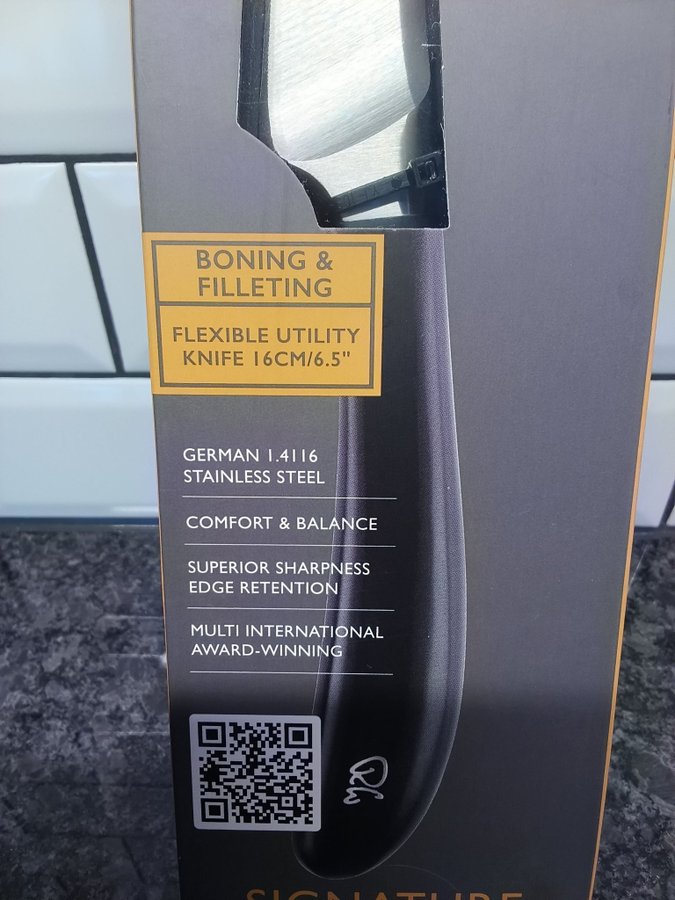 BONING &
FILLETING
FLEXIBLE UTILITY
KNIFE 16CM/6.5"
GERMAN 1.4116
STAINLESS STEEL
COMFORT & BALANCE
SUPERIOR SHARPNESS
EDGE RETENTION
MULTI INTERNATIONAL
AWARD-WINNING
SIGNATURE